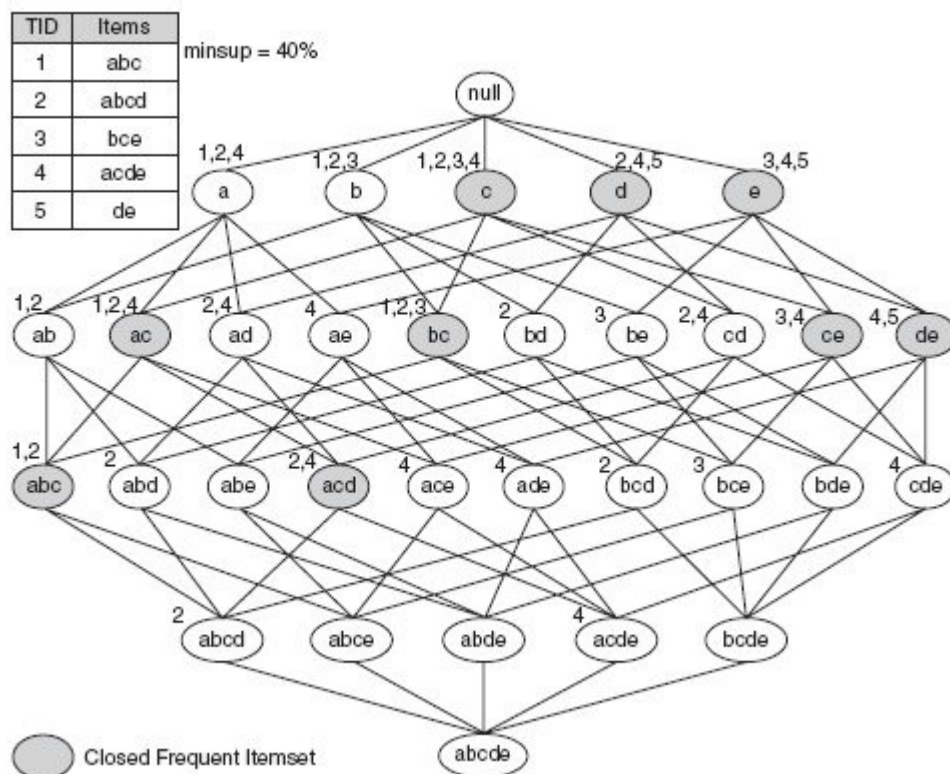 TID Items
1 abc
2 abcd
3 bce
4 acde
5 de
minsup = 40%
null
1,2,4 1,2,3 1,2,3,4 2,4,5 3,4,5
a b c d e
1,2 1,2,4 2,4 4 1,2,3 2 3 2,4 3,4 4,5
ab ac ad ae bc bd be cd ce de
1,2 2 2,4 4 4 2 3 4
abc abd abe acd ace ade bcd bce bde cde
2 4
abcd abce abde acde bcde
abcde
Closed Frequent Itemset